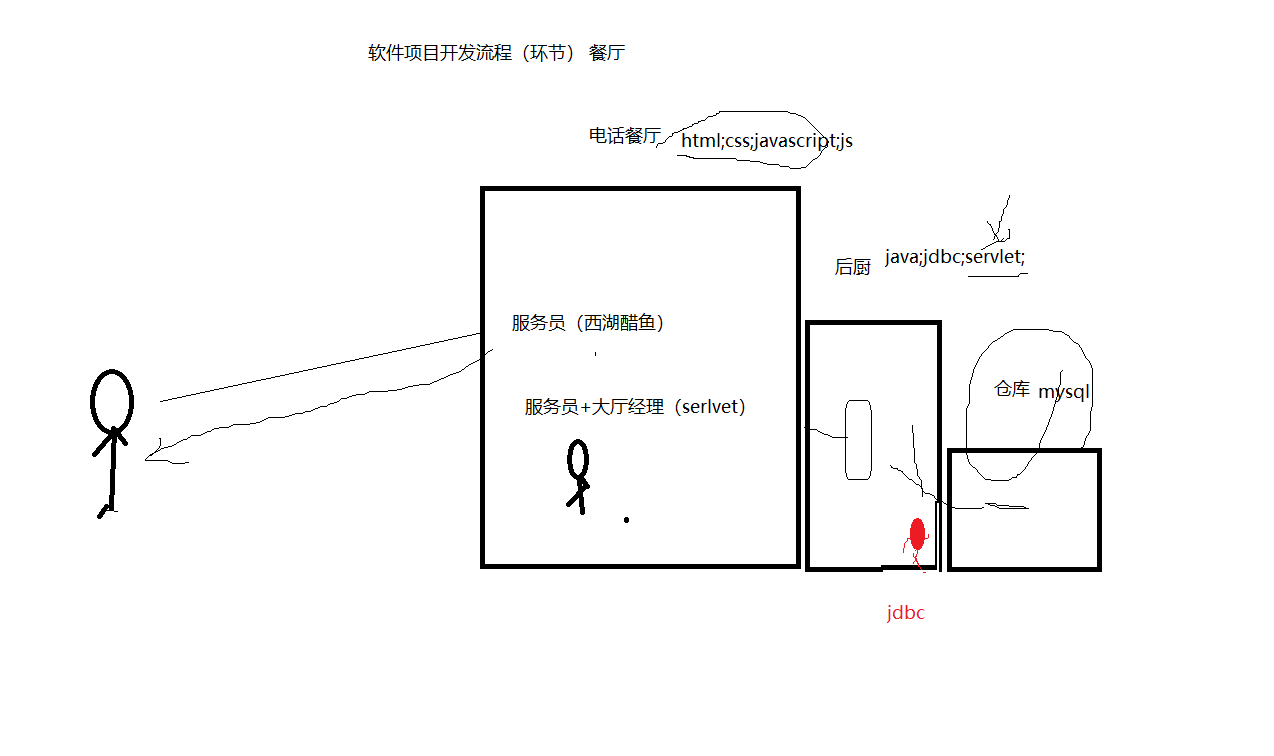 软件项目开发流程（环节） 餐厅
电话餐厅 html;css;javascript;js
后厨 java;jdbc;servlet;
服务员（西湖醋鱼）
仓库 mysql
服务员+大厅经理（serlvet）
jdbc